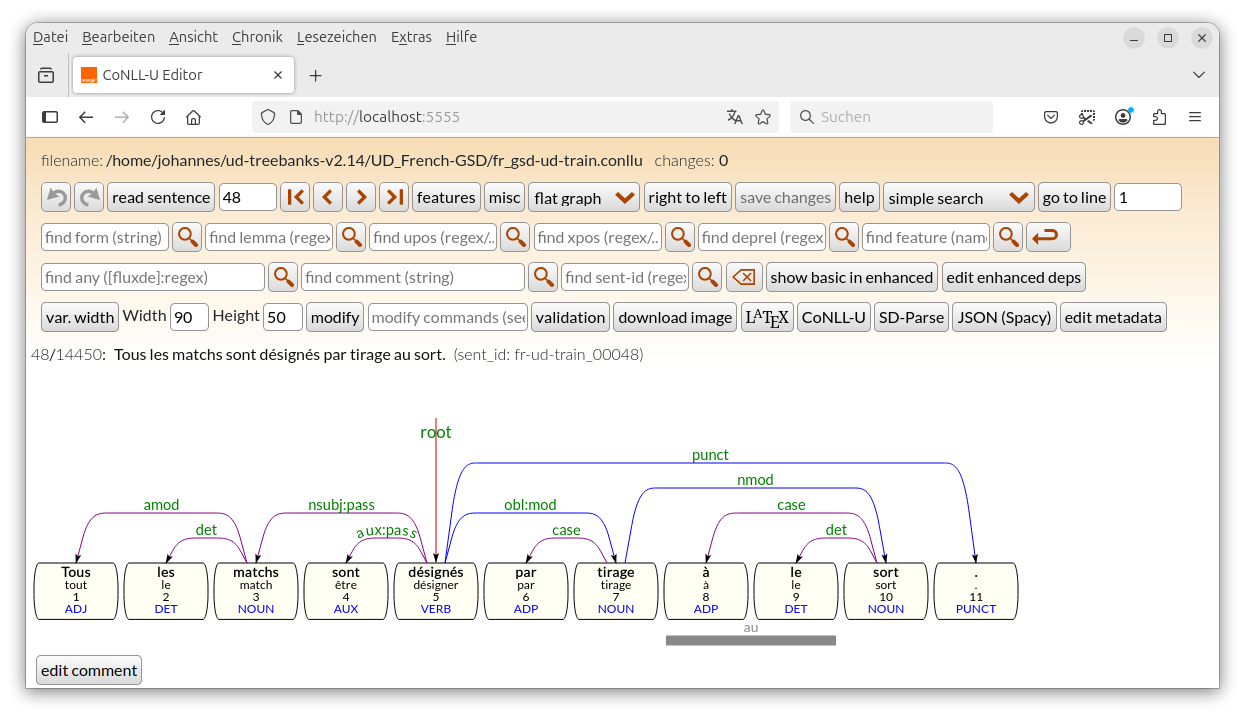 Datei Bearbeiten Ansicht Chronik Lesezeichen Extras Hilfe
CoNLL-U Editor
http://localhost:5555 Suchen
filename: /home/johannes/ud-treebanks-v2.14/UD_French-GSD/fr_gsd-ud-train.conllu changes: 0
read sentence 48 features misc flat graph right to left save changes help simple search go to line 1
find form (string) find lemma (regex find upos (regex/.. find xpos (regex/.. find deprel (regex find feature (nam
find any ([fluxde]:regex) find comment (string) find sent-id (rege show basic in enhanced edit enhanced deps
var. width Width 90 Height 50 modify modify commands (see validation download image LATEX CoNLL-U SD-Parse JSON (Spacy) edit metadata
48/14450: Tous les matchs sont désignés par tirage au sort. (sent_id: fr-ud-train_00048)
root
punct
nmod
amod nsubj:pass obl:mod case
det aux:pass case det
Tous les matchs sont désignés par tirage à le sort .
tout le match être désigner par tirage à le sort .
1 2 3 4 5 6 7 8 9 10 11
ADJ DET NOUN AUX VERB ADP NOUN ADP DET NOUN PUNCT
au
edit comment